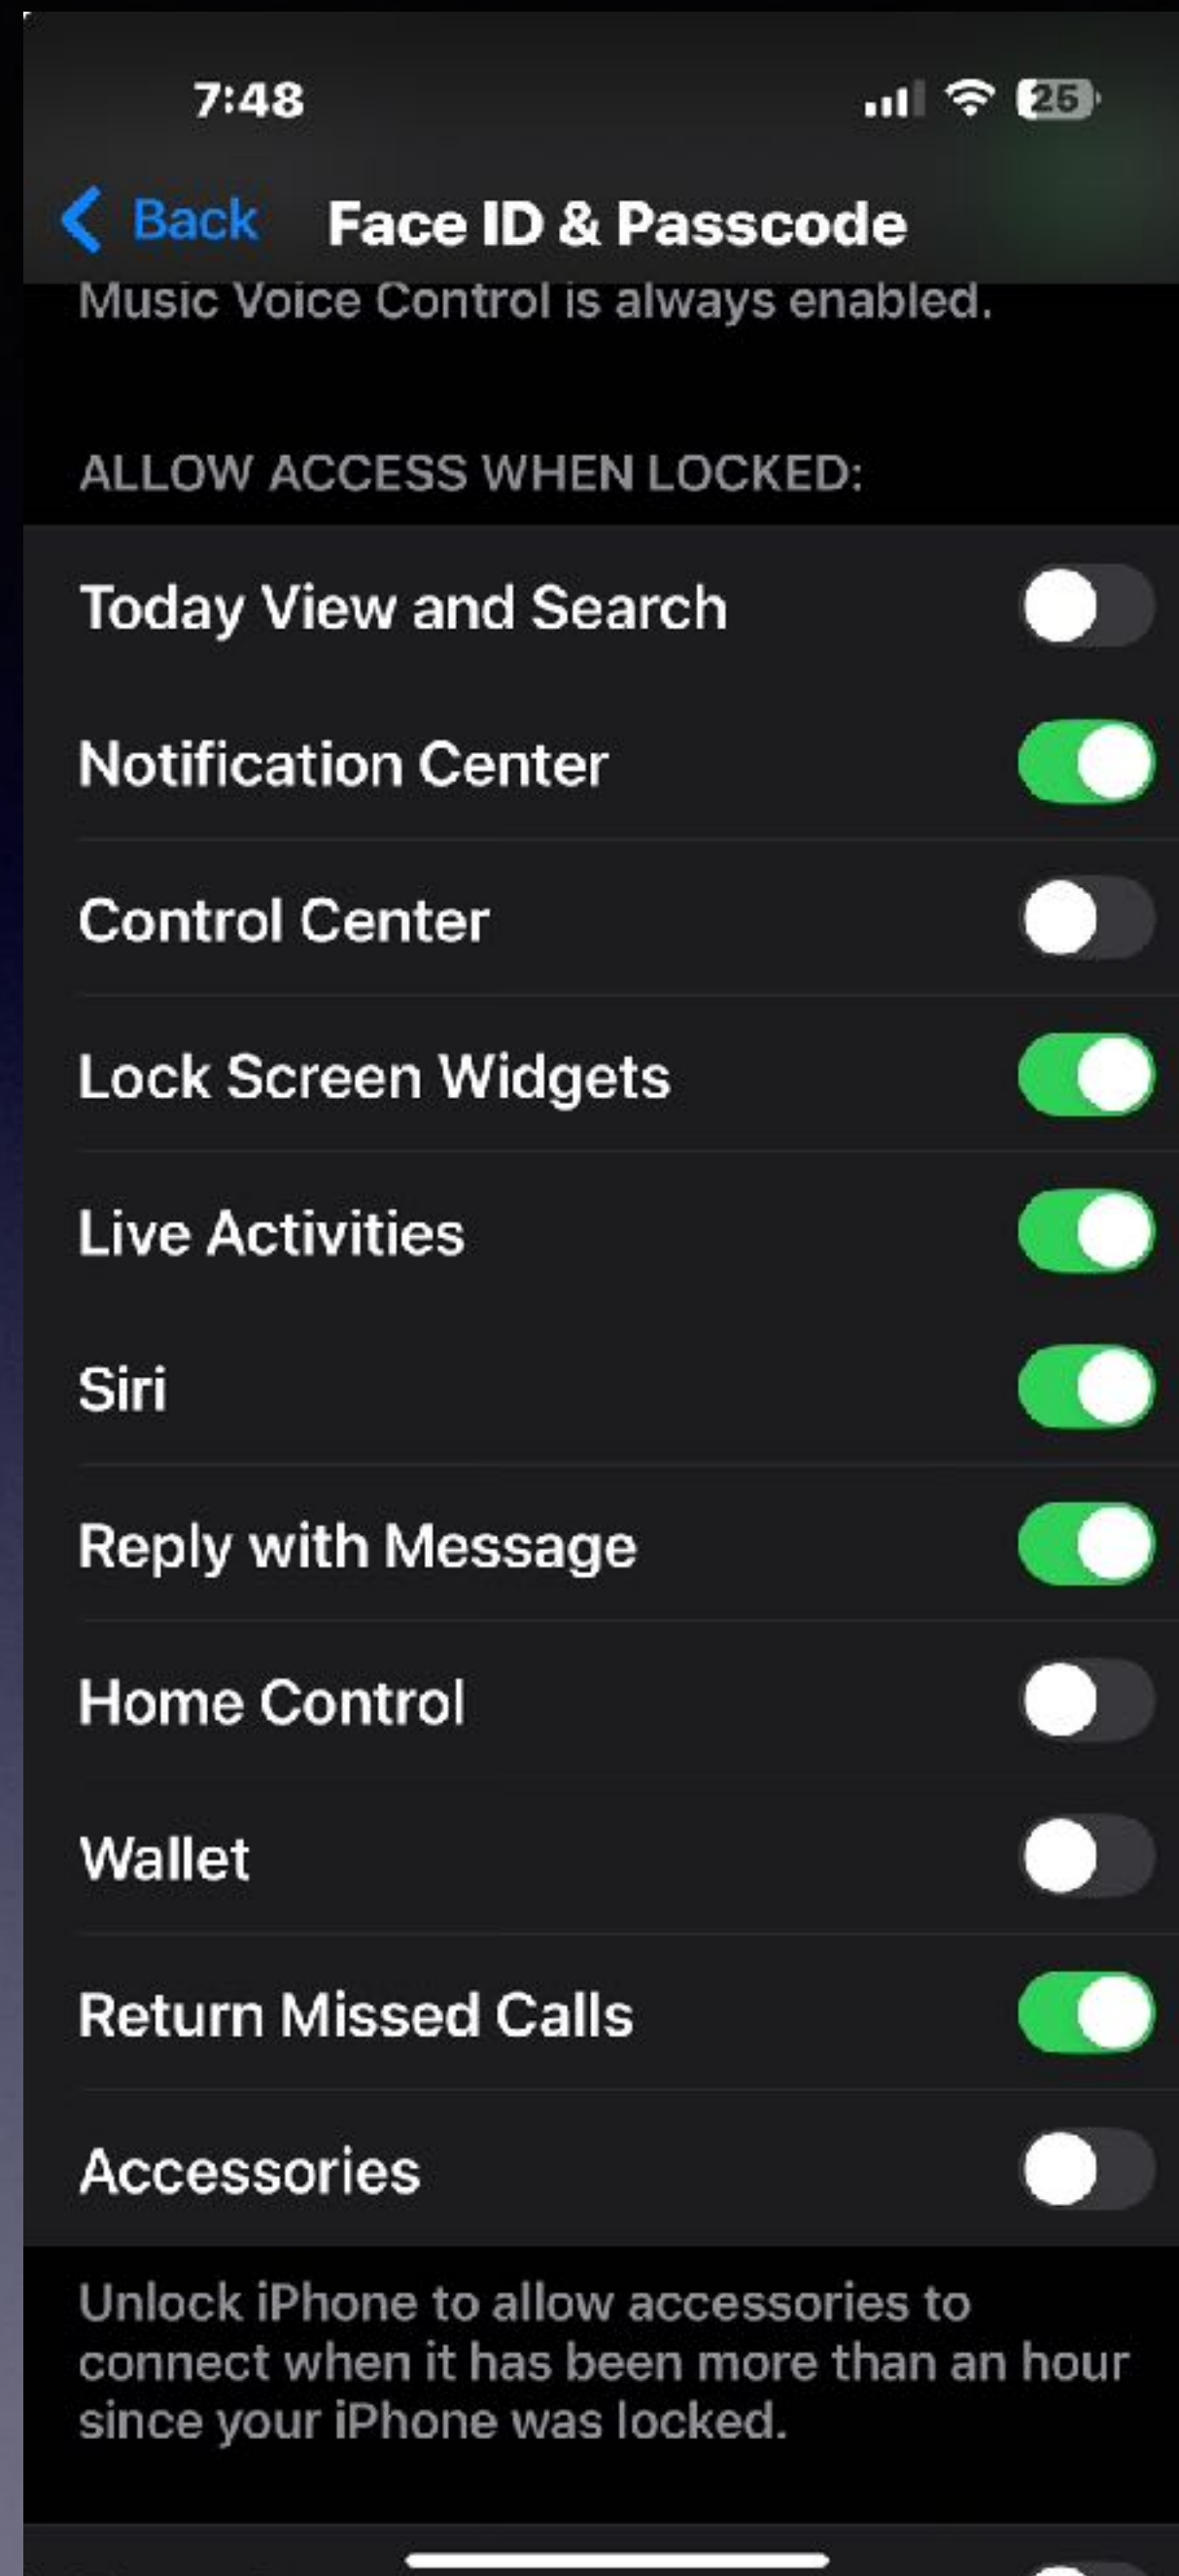 7:48 25
Back Face ID & Passcode
Music Voice Control is always enabled.
ALLOW ACCESS WHEN LOCKED:
Today View and Search
Notification Center
Control Center
Lock Screen Widgets
Live Activities
Siri
Reply with Message
Home Control
Wallet
Return Missed Calls
Accessories
Unlock iPhone to allow accessories to
connect when it has been more than an hour
since your iPhone was locked.